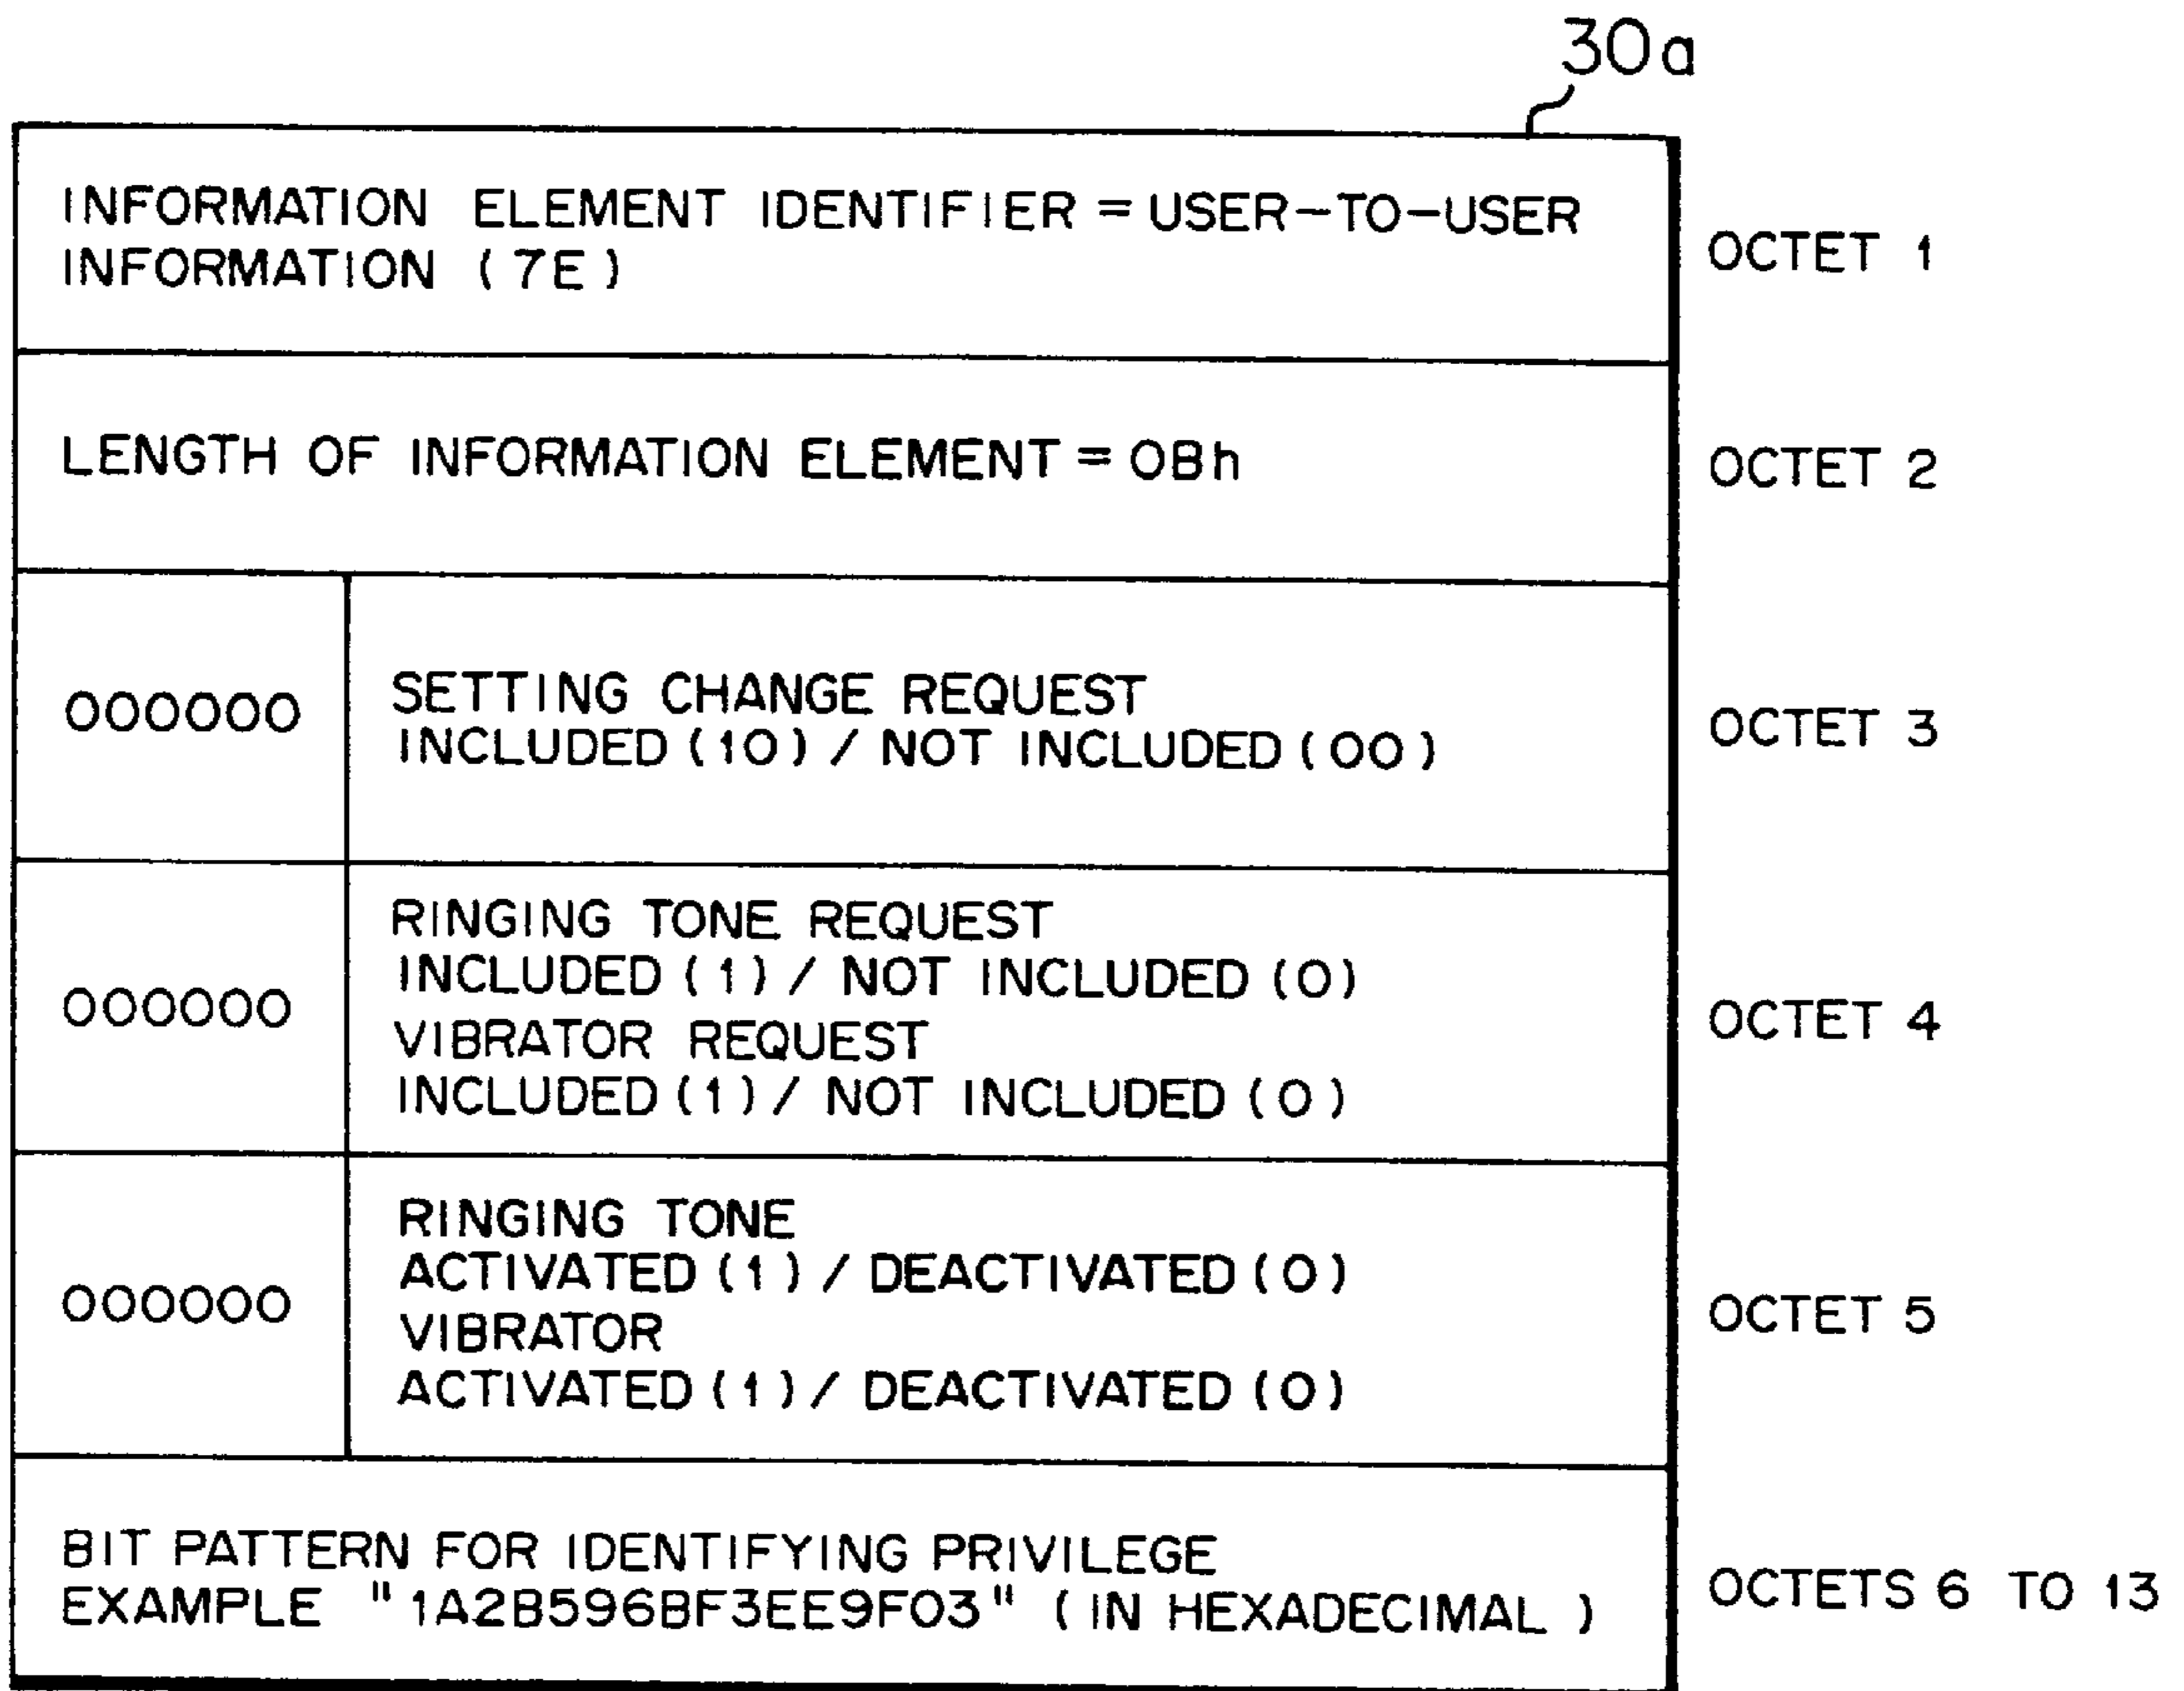 30a
INFORMATION ELEMENT IDENTIFIER = USER-TO-USER
INFORMATION (7E)
OCTET 1
LENGTH OF INFORMATION ELEMENT = 0Bh
OCTET 2
000000
SETTING CHANGE REQUEST
INCLUDED (10) / NOT INCLUDED (00)
OCTET 3
000000
RINGING TONE REQUEST
INCLUDED (1) / NOT INCLUDED (0)
VIBRATOR REQUEST
INCLUDED (1) / NOT INCLUDED (0)
OCTET 4
000000
RINGING TONE
ACTIVATED (1) / DEACTIVATED (0)
VIBRATOR
ACTIVATED (1) / DEACTIVATED (0)
OCTET 5
BIT PATTERN FOR IDENTIFYING PRIVILEGE
EXAMPLE "1A2B596BF3EE9F03" (IN HEXADECIMAL)
OCTETS 6 TO 13